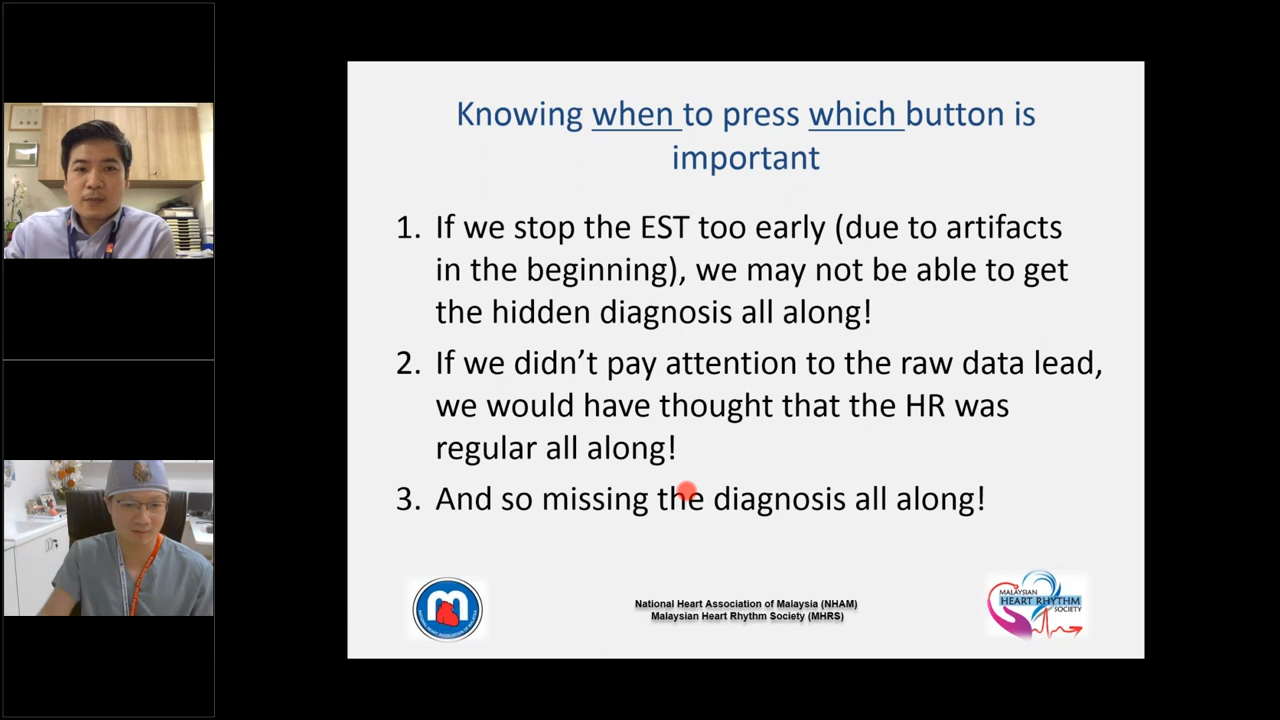 Knowing when to press which button is
important
1. If we stop the EST too early (due to artifacts
in the beginning), we may not be able to get
the hidden diagnosis all along!
2. If we didn’t pay attention to the raw data lead,
we would have thought that the HR was
regular all along!
3. And so missing the diagnosis all along!
National Heart Association of Malaysia (NHAM)
Malaysian Heart Rhythm Society (MHRS)
MALAYSIAN
HEART RHYTHM
SOCIETY